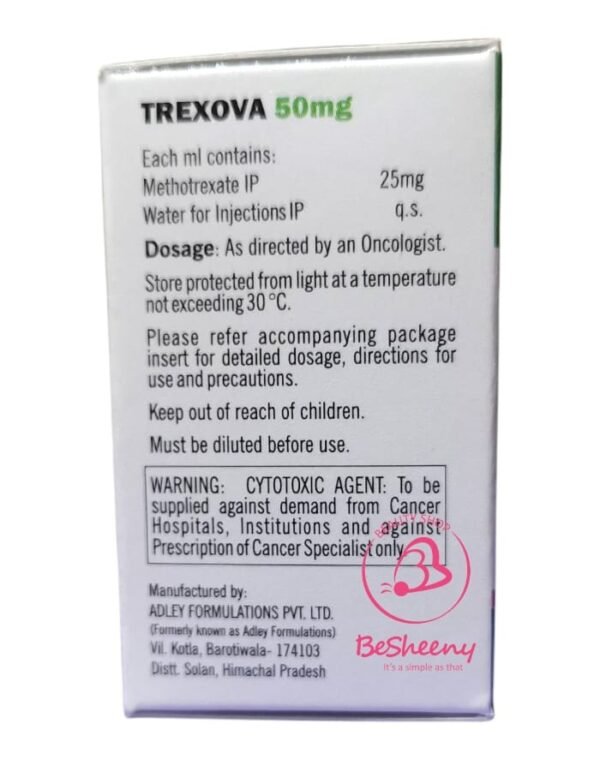 TREXOVA 50mg
Each ml contains:
Methotrexate IP 25mg
Water for Injections IP q.s.
Dosage: As directed by an Oncologist.
Store protected from light at a temperature
not exceeding 30 °C.
Please refer accompanying package
insert for detailed dosage, directions for
use and precautions.
Keep out of reach of children.
Must be diluted before use.
WARNING: CYTOTOXIC AGENT: To be
supplied against demand from Cancer
Hospitals, Institutions and against
Prescription of Cancer Specialist only.
BEAUTY SHOP
Manufactured by:
ADLEY FORMULATIONS PVT. LTD.
(Formerly known as Adley Formulations)
Vil. Kotla, Barotiwala- 174103
Distt. Solan, Himachal Pradesh
BeSheeny
It's a simple as that